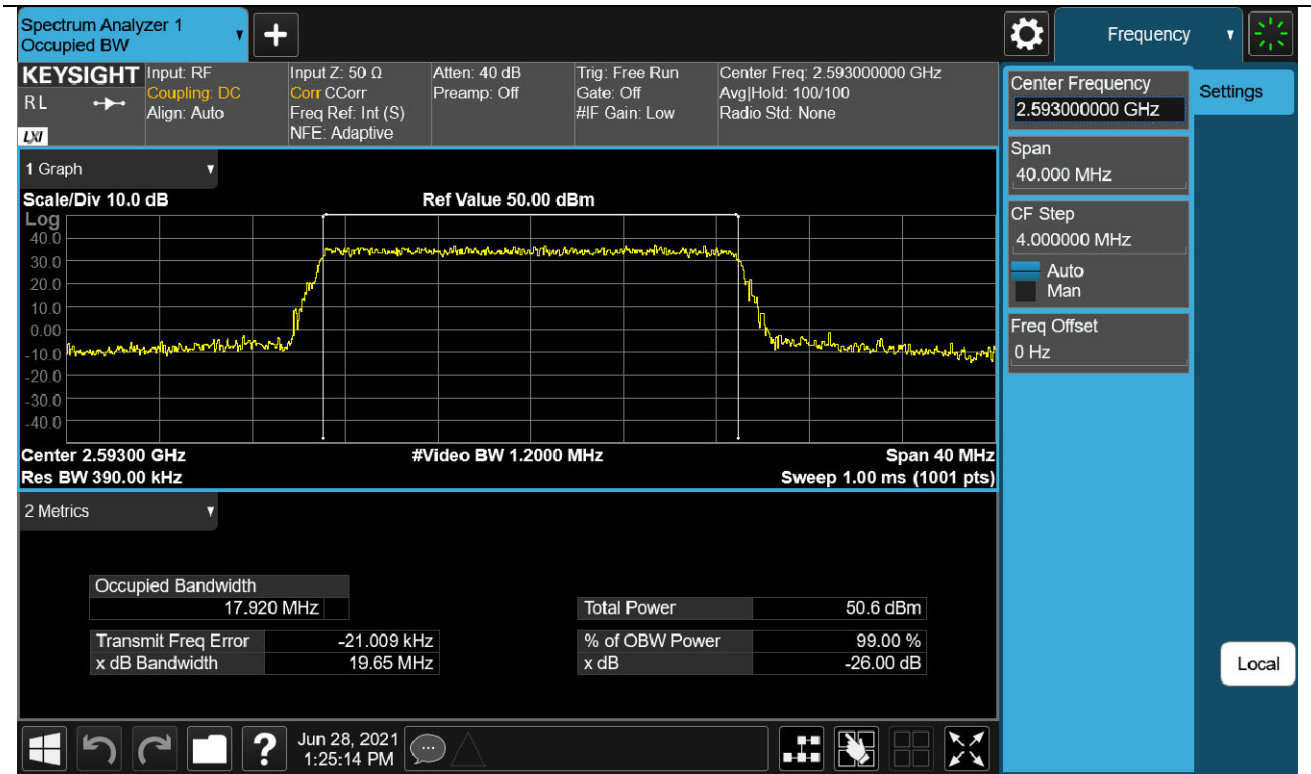 Spectrum Analyzer 1
Occupied BW
Frequency
KEYSIGHT
RL
LXI
Input: RF
Coupling: DC
Align: Auto
Input Z: 50 Ω
Corr CCorr
Freq Ref: Int (S)
NFE: Adaptive
Atten: 40 dB
Preamp: Off
Trig: Free Run
Gate: Off
#IF Gain: Low
Center Freq: 2.593000000 GHz
Avg|Hold: 100/100
Radio Std: None
1 Graph
Scale/Div 10.0 dB
Ref Value 50.00 dBm
Log
40.0
30.0
20.0
10.0
0.00
-10.0
-20.0
-30.0
-40.0
Center 2.59300 GHz
#Video BW 1.2000 MHz
Span 40 MHz
Res BW 390.00 kHz
Sweep 1.00 ms (1001 pts)
2 Metrics
Occupied Bandwidth
17.920 MHz
Total Power 50.6 dBm
Transmit Freq Error -21.009 kHz
% of OBW Power 99.00 %
x dB Bandwidth 19.65 MHz
x dB -26.00 dB
Center Frequency
2.593000000 GHz
Settings
Span
40.000 MHz
CF Step
4.000000 MHz
Auto
Man
Freq Offset
0 Hz
Local
?
Jun 28, 2021
1:25:14 PM